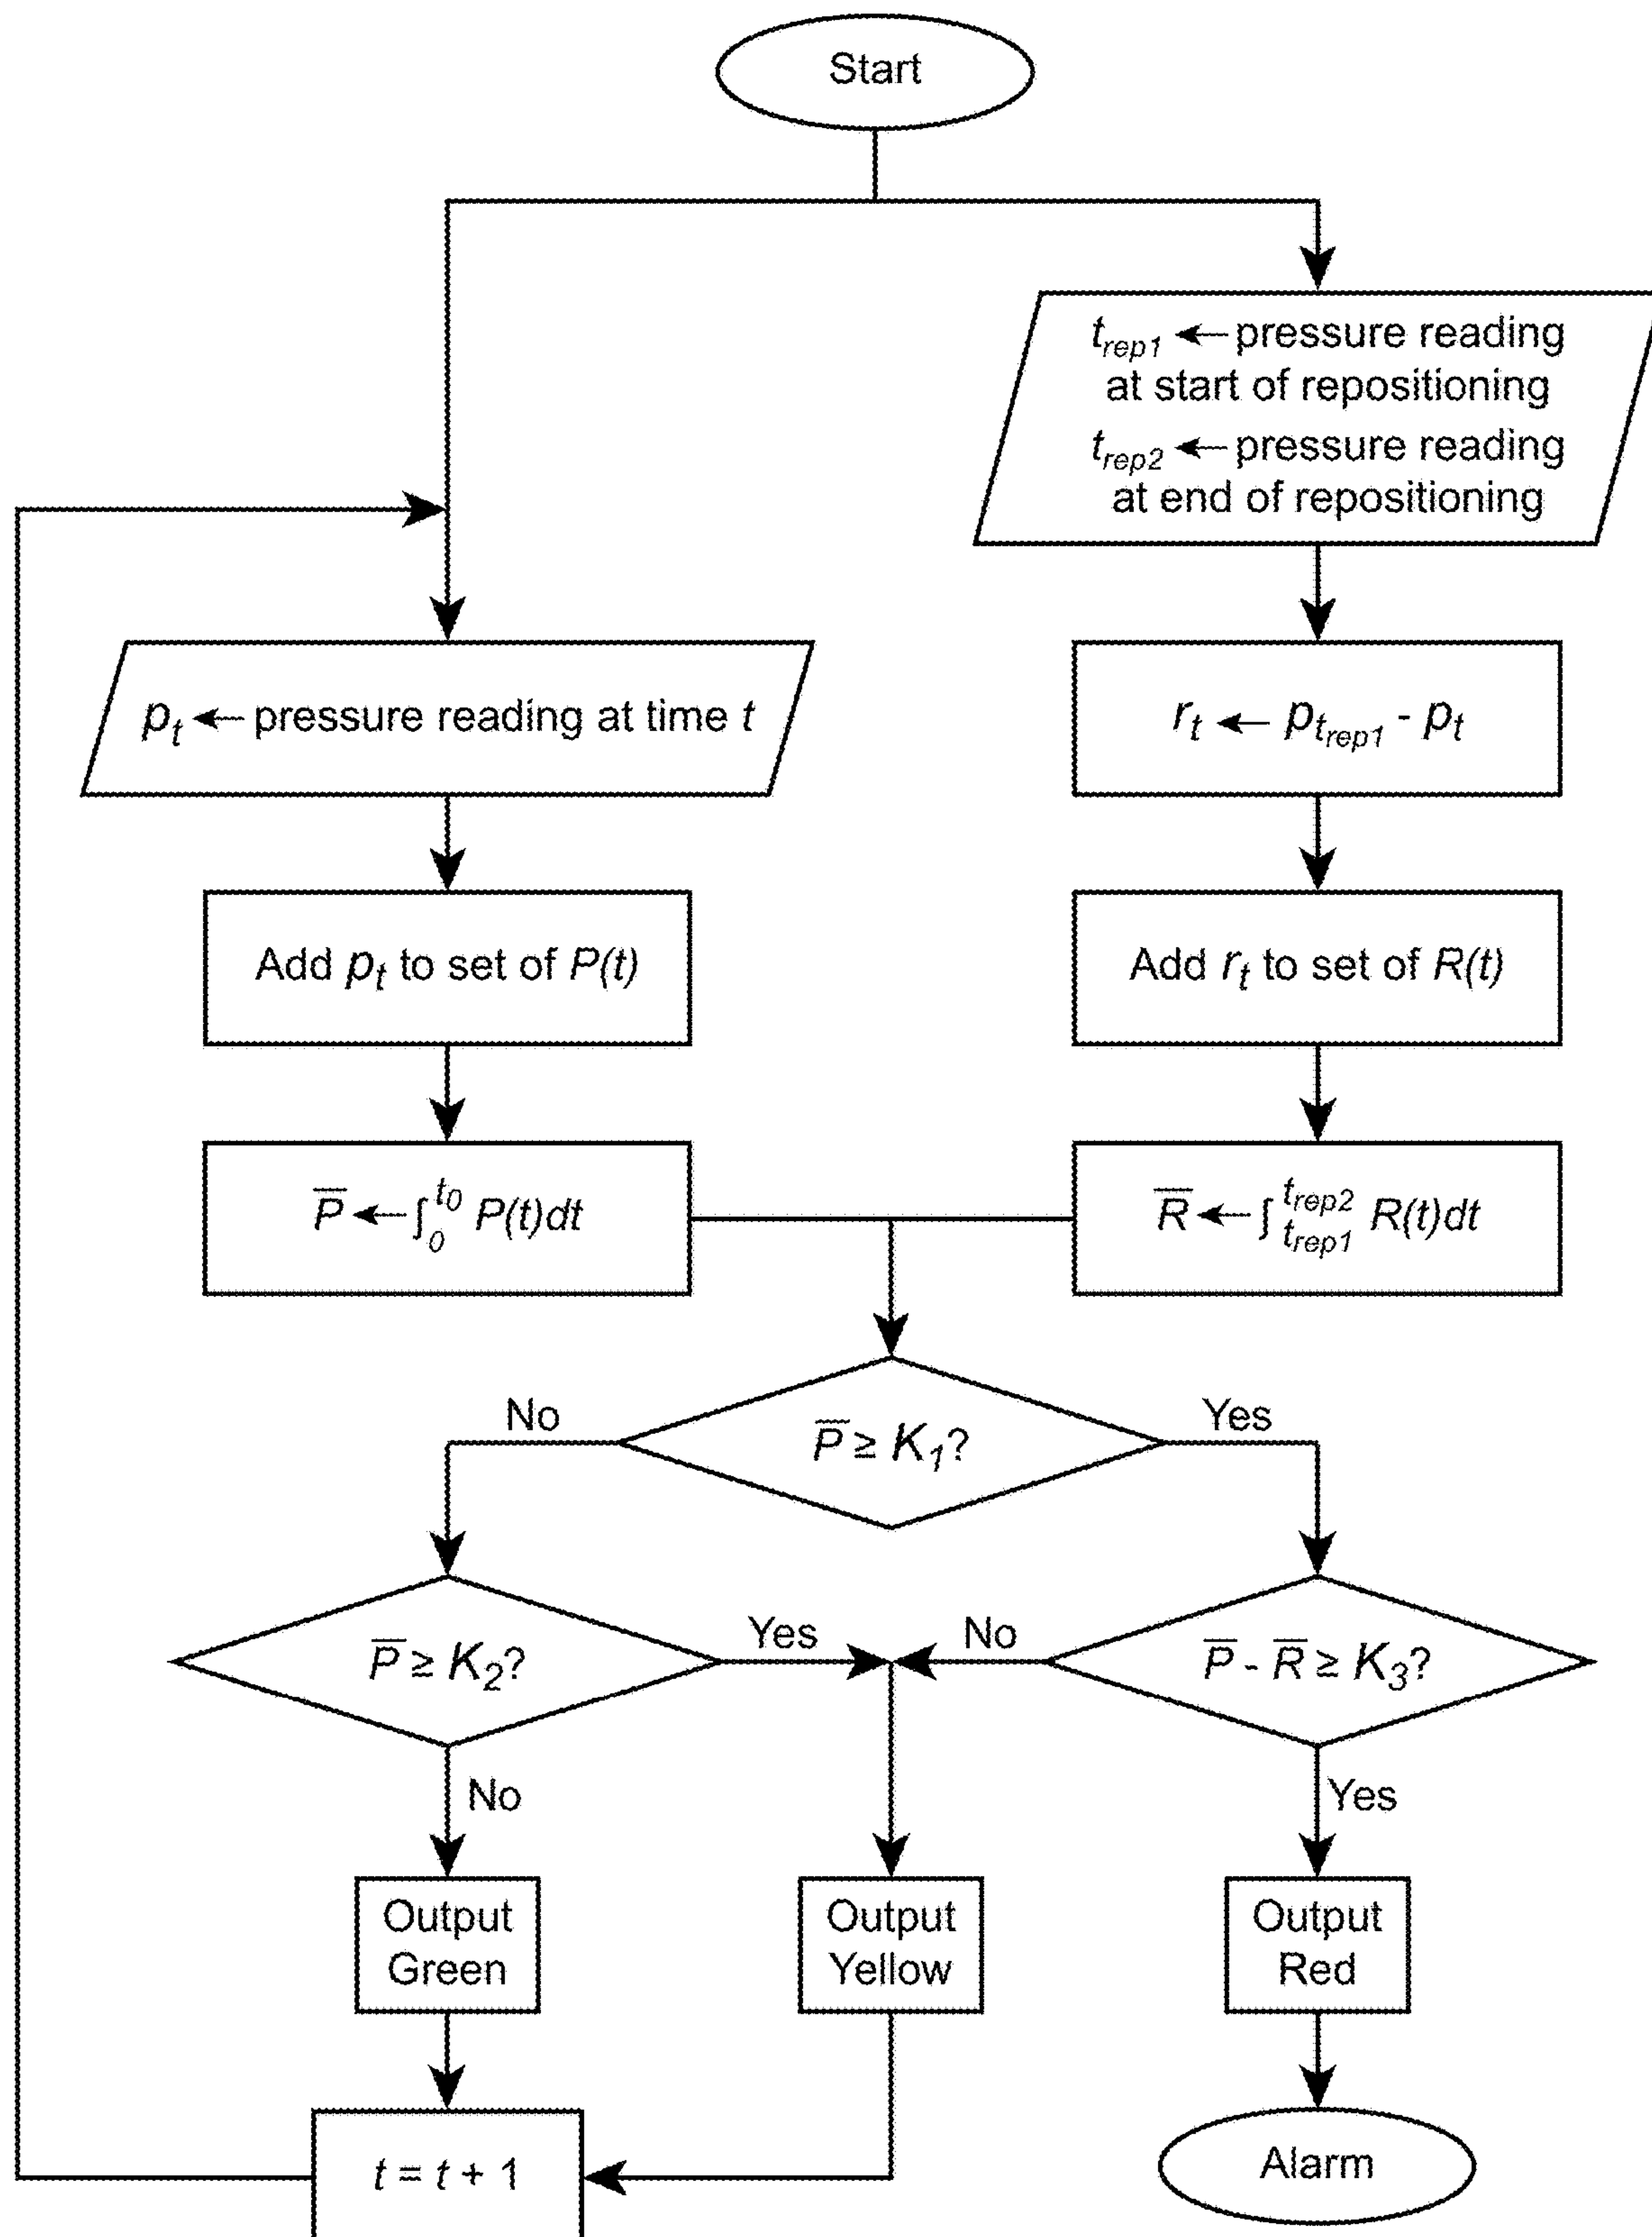 Start
t_rep1 ← pressure reading
at start of repositioning
t_rep2 ← pressure reading
at end of repositioning
p_t ← pressure reading at time t
r_t ← p_t_rep1 - p_t
Add p_t to set of P(t)
Add r_t to set of R(t)
P̅ ← ∫_0^t_0 P(t)dt
R̅ ← ∫_t_rep1^t_rep2 R(t)dt
No
P̅ ≥ K_1?
Yes
P̅ ≥ K_2?
Yes
No
P̅ - R̅ ≥ K_3?
No
Yes
Output
Green
Output
Yellow
Output
Red
t = t + 1
Alarm